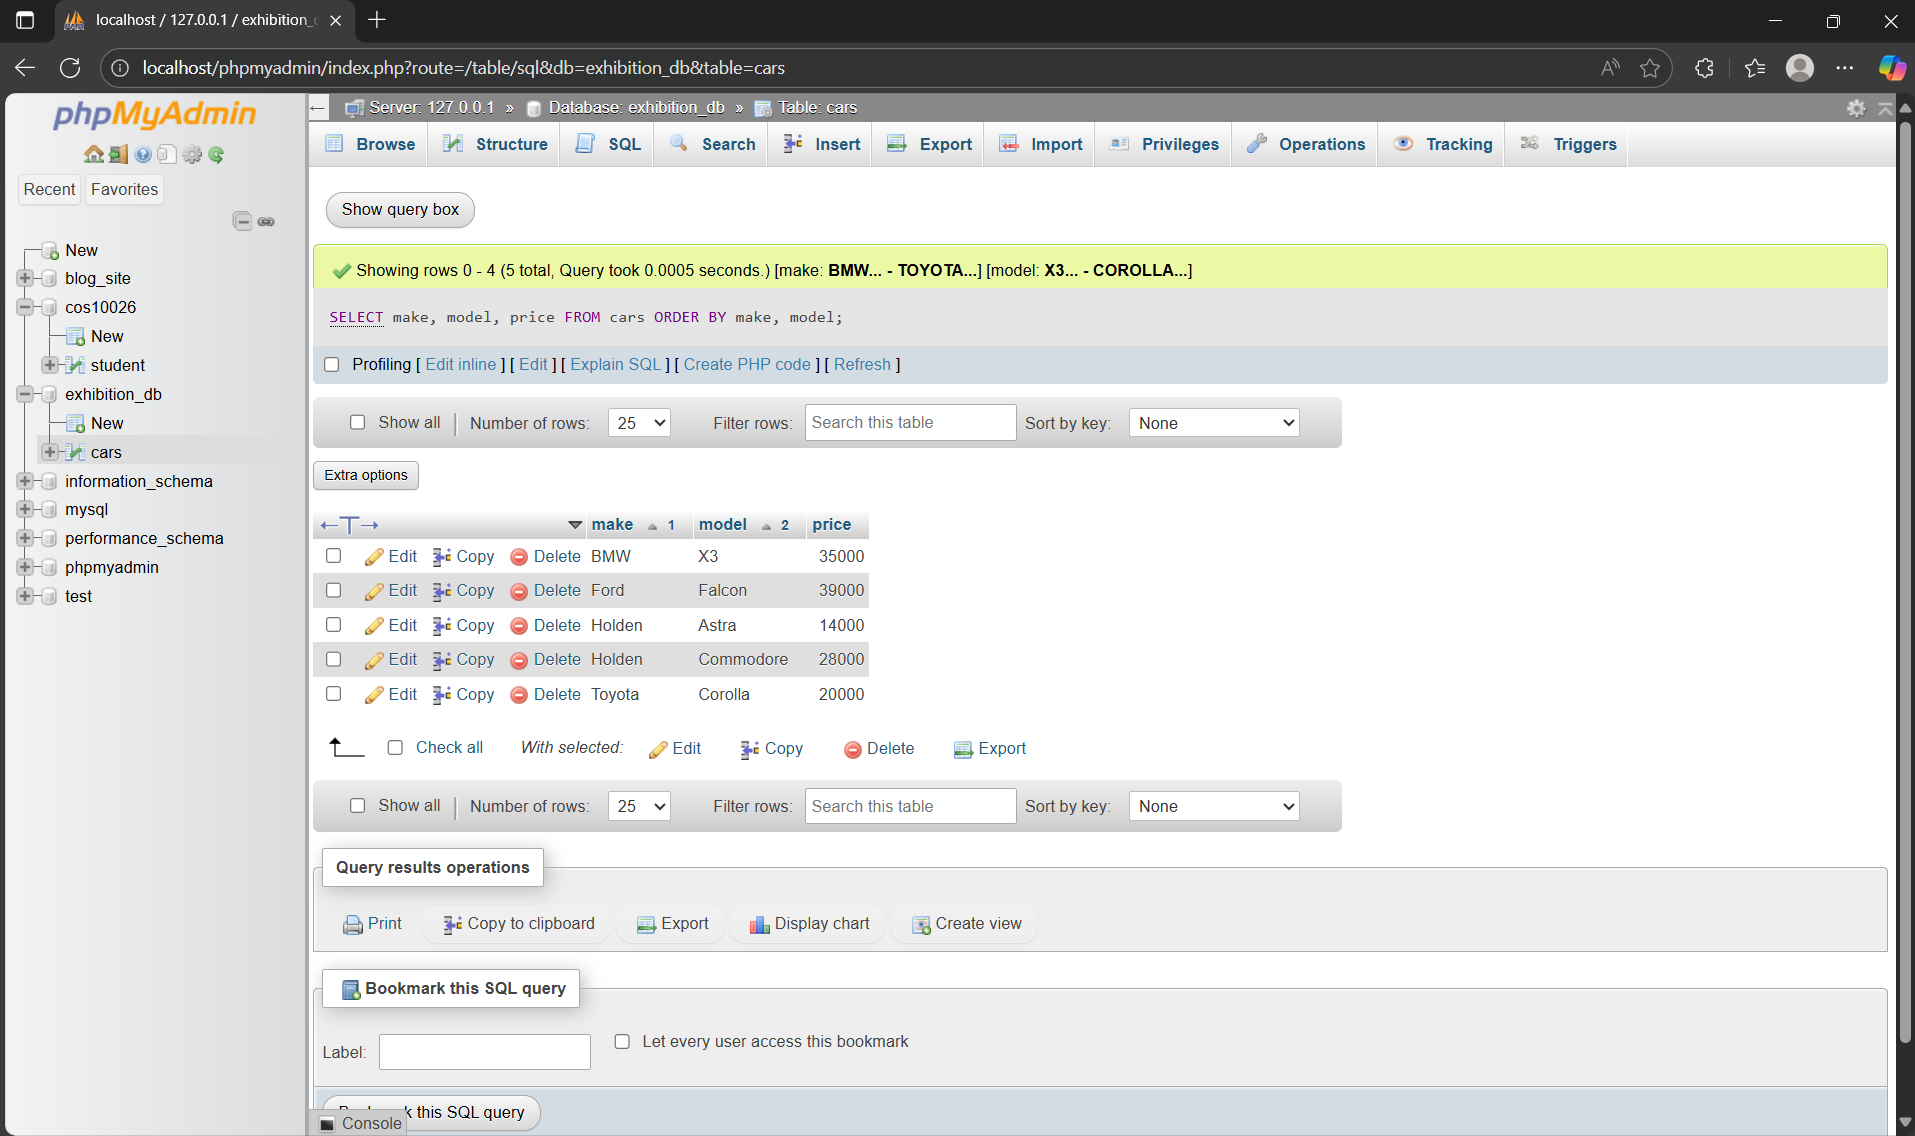 localhost / 127.0.0.1 / exhibition_
localhost/phpmyadmin/index.php?route=/table/sql&db=exhibition_db&table=cars
phpMyAdmin
Recent Favorites
New
blog_site
cos10026
New
student
exhibition_db
New
cars
information_schema
mysql
performance_schema
phpmyadmin
test
Server: 127.0.0.1 » Database: exhibition_db » Table: cars
Browse Structure SQL Search Insert Export Import Privileges Operations Tracking Triggers
Show query box
Showing rows 0 - 4 (5 total, Query took 0.0005 seconds.) [make: BMW... - TOYOTA...] [model: X3... - COROLLA...]
SELECT make, model, price FROM cars ORDER BY make, model;
Profiling [ Edit inline ] [ Edit ] [ Explain SQL ] [ Create PHP code ] [ Refresh ]
Show all Number of rows: 25 Filter rows: Search this table Sort by key: None
Extra options
make 1 model 2 price
Edit Copy Delete BMW X3 35000
Edit Copy Delete Ford Falcon 39000
Edit Copy Delete Holden Astra 14000
Edit Copy Delete Holden Commodore 28000
Edit Copy Delete Toyota Corolla 20000
Check all With selected: Edit Copy Delete Export
Show all Number of rows: 25 Filter rows: Search this table Sort by key: None
Query results operations
Print Copy to clipboard Export Display chart Create view
Bookmark this SQL query
Label: Let every user access this bookmark
this SQL query
Console